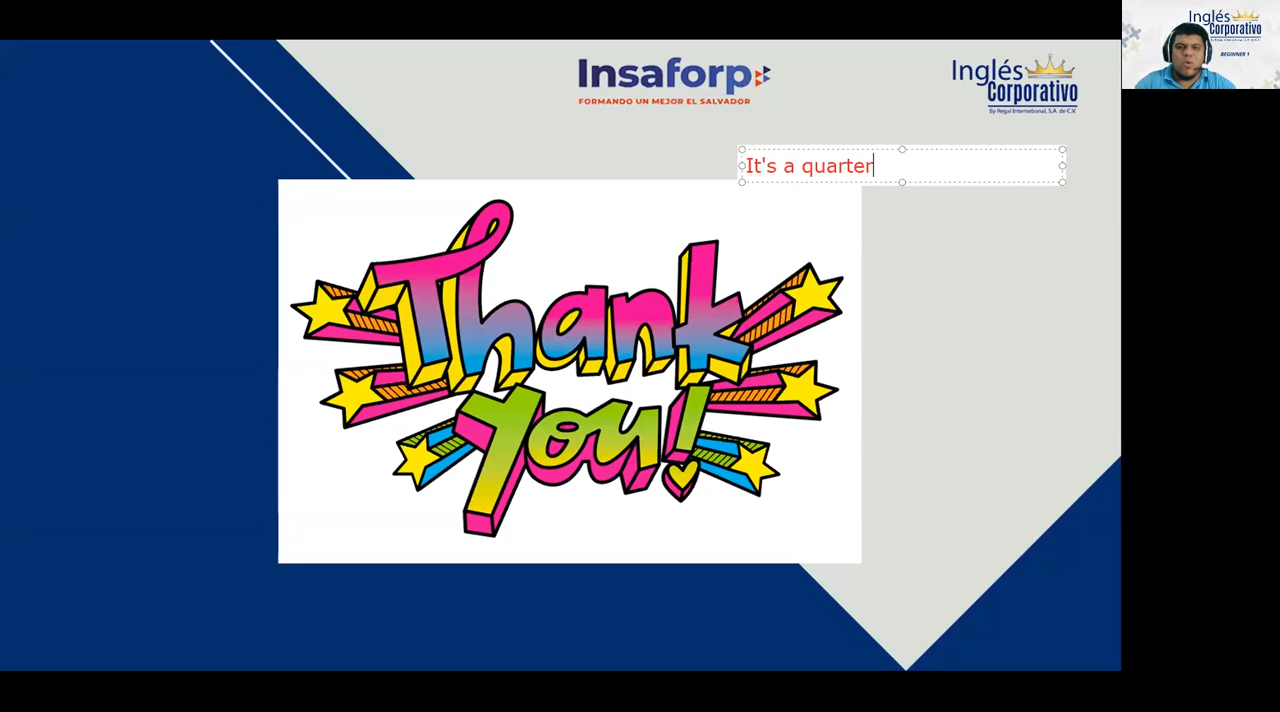 Insaforp
FORMANDO UN MEJOR EL SALVADOR
Inglés
Corporativo
By Regal International, S.A. de C.V.
Inglés
Corporativo
BEGINNER 1
It's a quarter
Thank
you!